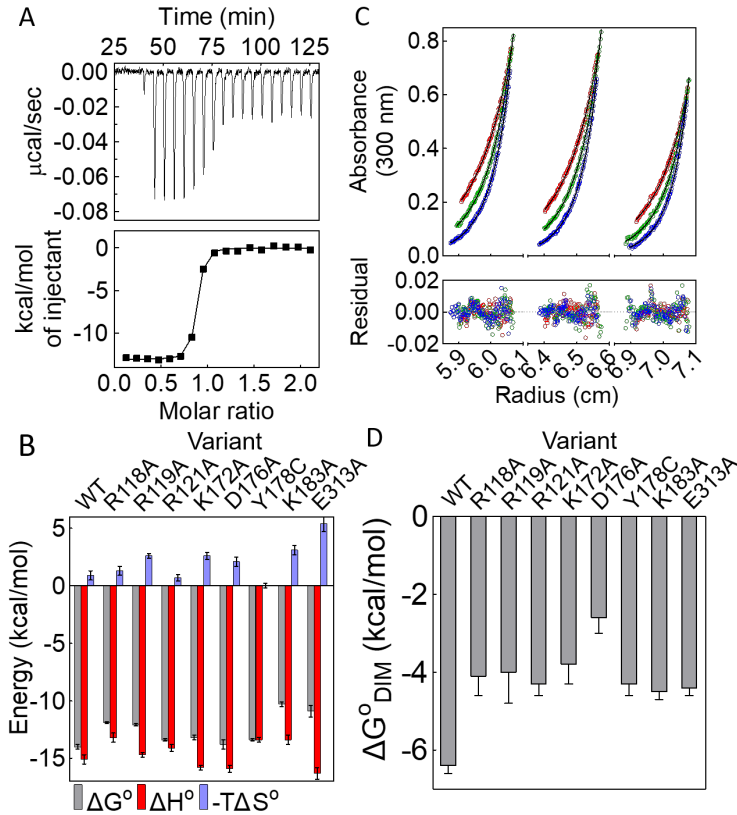 A
Time (min)
25 50 75 100 125
0.00
-0.02
-0.04
-0.06
-0.08
μcal/sec
0
-5
-10
kcal/mol
of injectant
0.0 0.5 1.0 1.5 2.0
Molar ratio
C
0.8
0.6
0.4
0.2
0.0
Absorbance
(300 nm)
0.02
0.00
-0.02
Residual
5.9 6.0 6.1 6.4 6.5 6.6 6.9 7.0 7.1
Radius (cm)
B
Variant
WT R118A R119A R121A K172A D176A Y178C K183A E313A
5
0
-5
-10
-15
Energy (kcal/mol)
ΔGº ΔHº -TΔSº
D
Variant
WT R118A R119A R121A K172A D176A Y178C K183A E313A
0
-2
-4
-6
ΔGºDIM (kcal/mol)